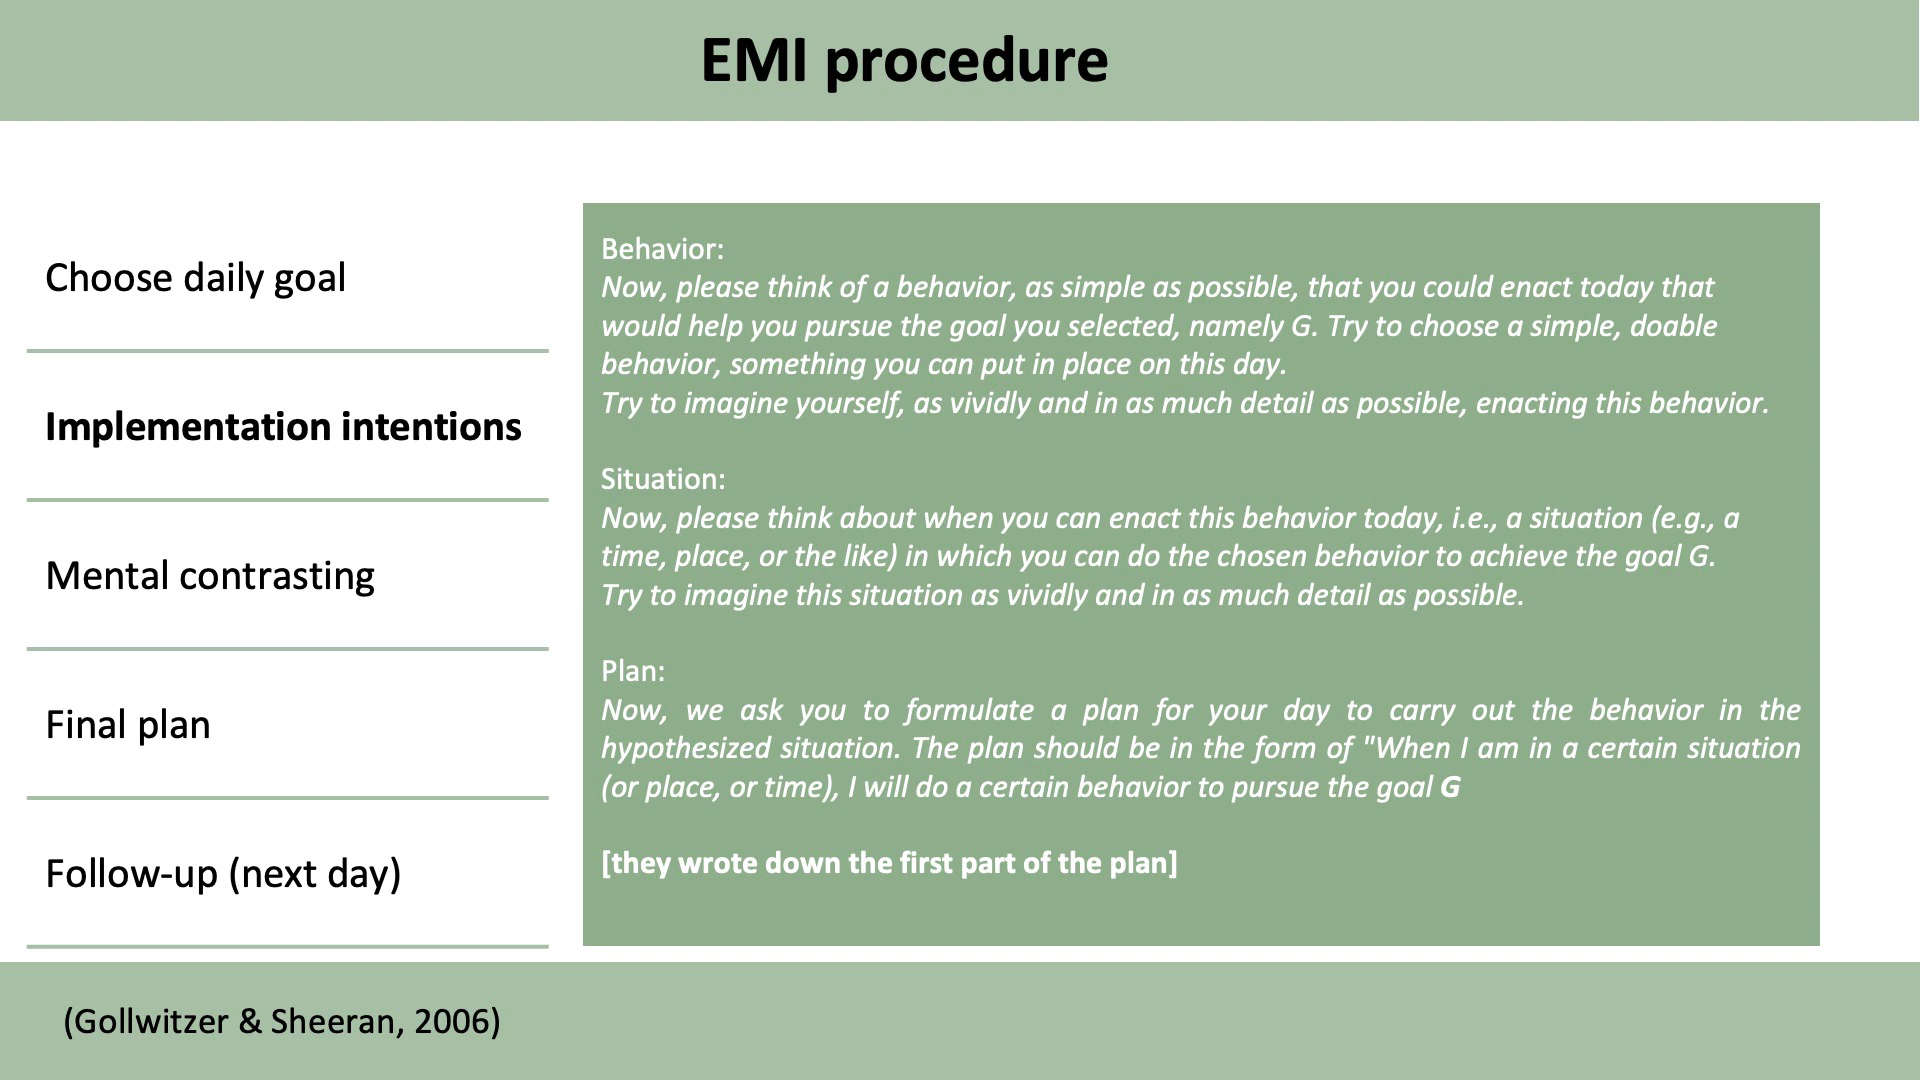 EMI procedure
Choose daily goal
Implementation intentions
Mental contrasting
Final plan
Follow-up (next day)
Behavior:
Now, please think of a behavior, as simple as possible, that you could enact today that
would help you pursue the goal you selected, namely G. Try to choose a simple, doable
behavior, something you can put in place on this day.
Try to imagine yourself, as vividly and in as much detail as possible, enacting this behavior.
Situation:
Now, please think about when you can enact this behavior today, i.e., a situation (e.g., a
time, place, or the like) in which you can do the chosen behavior to achieve the goal G.
Try to imagine this situation as vividly and in as much detail as possible.
Plan:
Now, we ask you to formulate a plan for your day to carry out the behavior in the
hypothesized situation. The plan should be in the form of "When I am in a certain situation
(or place, or time), I will do a certain behavior to pursue the goal G
[they wrote down the first part of the plan]
(Gollwitzer & Sheeran, 2006)